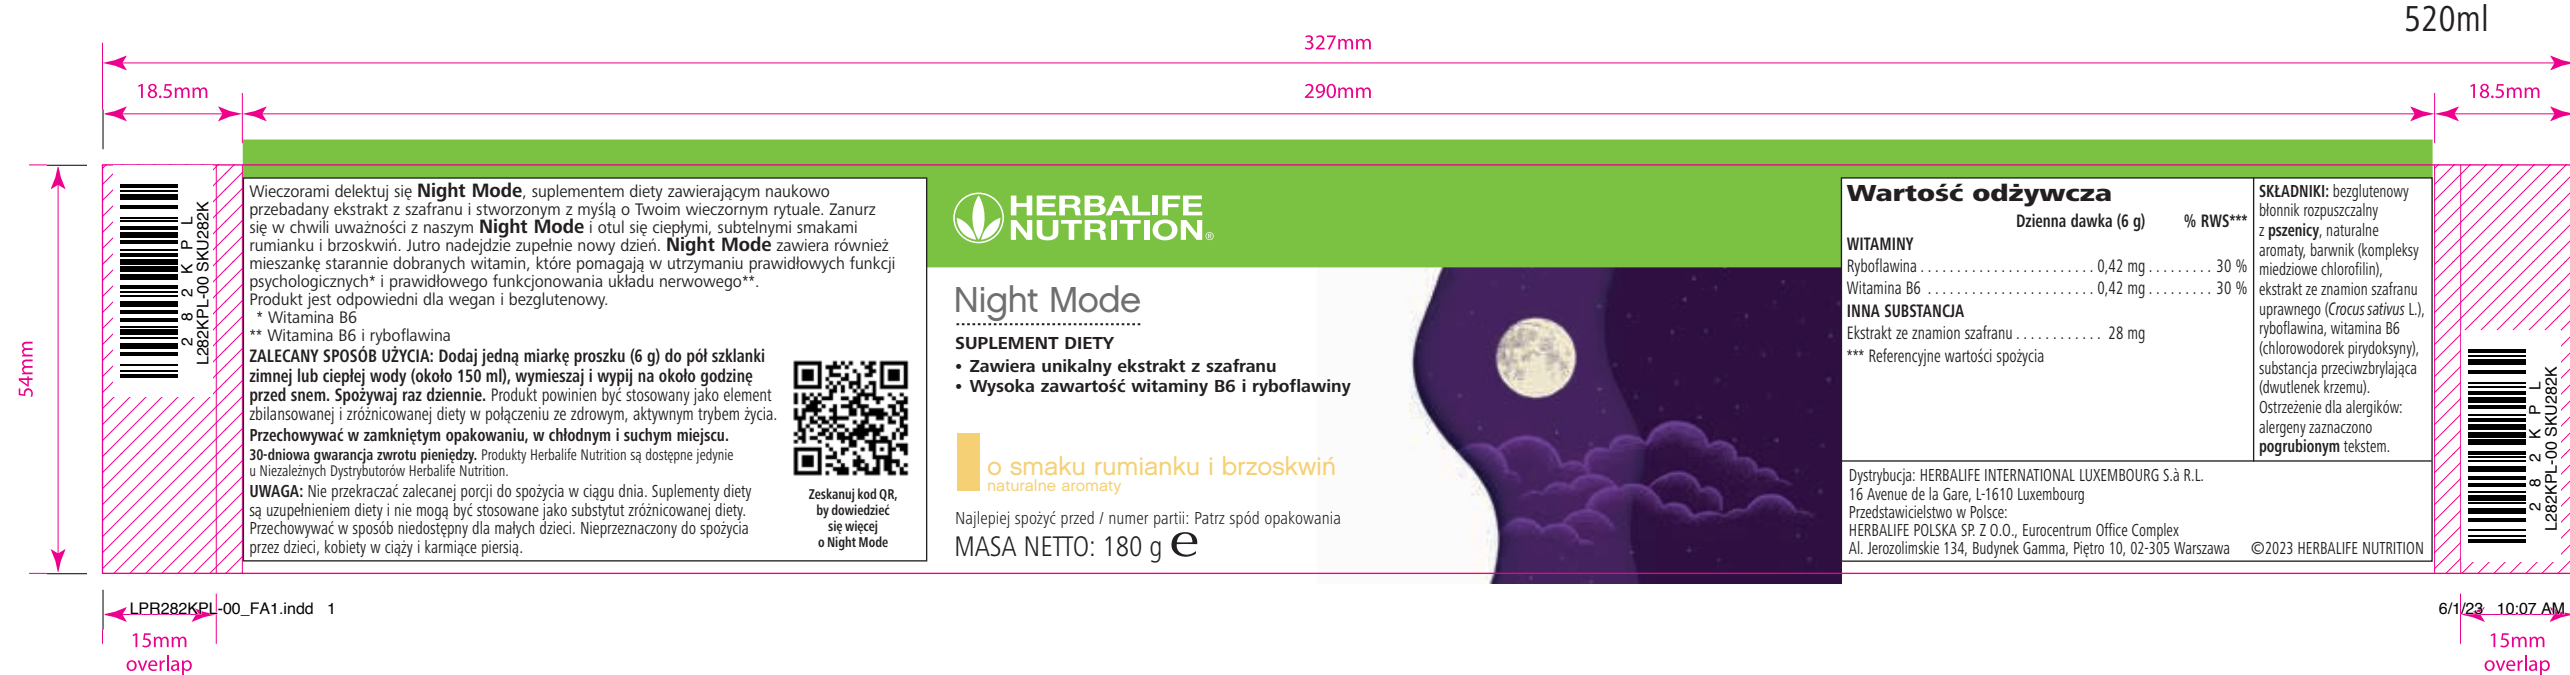 520ml
327mm
18.5mm
290mm
18.5mm
54mm
2 8 2 K P L
L282KPL-00 SKU282K
Wieczorami delektuj się Night Mode, suplementem diety zawierającym naukowo
przebadany ekstrakt z szafranu i stworzonym z myślą o Twoim wieczornym rytuale. Zanurz
się w chwili uważności z naszym Night Mode i otul się ciepłymi, subtelnymi smakami
rumianku i brzoskwiń. Jutro nadejdzie zupełnie nowy dzień. Night Mode zawiera również
mieszankę starannie dobranych witamin, które pomagają w utrzymaniu prawidłowych funkcji
psychologicznych* i prawidłowego funkcjonowania układu nerwowego**.
Produkt jest odpowiedni dla wegan i bezglutenowy.
* Witamina B6
** Witamina B6 i ryboflawina
ZALECANY SPOSÓB UŻYCIA: Dodaj jedną miarkę proszku (6 g) do pół szklanki
zimnej lub ciepłej wody (około 150 ml), wymieszaj i wypij na około godzinę
przed snem. Spożywaj raz dziennie. Produkt powinien być stosowany jako element
zbilansowanej i zróżnicowanej diety w połączeniu ze zdrowym, aktywnym trybem życia.
Przechowywać w zamkniętym opakowaniu, w chłodnym i suchym miejscu.
30-dniowa gwarancja zwrotu pieniędzy. Produkty Herbalife Nutrition są dostępne jedynie
u Niezależnych Dystrybutorów Herbalife Nutrition.
UWAGA: Nie przekraczać zalecanej porcji do spożycia w ciągu dnia. Suplementy diety
są uzupełnieniem diety i nie mogą być stosowane jako substytut zróżnicowanej diety.
Przechowywać w sposób niedostępny dla małych dzieci. Nieprzeznaczony do spożycia
przez dzieci, kobiety w ciąży i karmiące piersią.
Zeskanuj kod QR,
by dowiedzieć
się więcej
o Night Mode
HERBALIFE
NUTRITION®
Night Mode
SUPLEMENT DIETY
• Zawiera unikalny ekstrakt z szafranu
• Wysoka zawartość witaminy B6 i ryboflawiny
o smaku rumianku i brzoskwiń
naturalne aromaty
Najlepiej spożyć przed / numer partii: Patrz spód opakowania
MASA NETTO: 180 g e
Wartość odżywcza
Dzienna dawka (6 g) % RWS***
WITAMINY
Ryboflawina . . . . . . . . . . . . . . . . . . . . . . . . 0,42 mg . . . . . . . . . 30 %
Witamina B6 . . . . . . . . . . . . . . . . . . . . . . . 0,42 mg . . . . . . . . . 30 %
INNA SUBSTANCJA
Ekstrakt ze znamion szafranu . . . . . . . . . . . . 28 mg
*** Referencyjne wartości spożycia
SKŁADNIKI: bezglutenowy
błonnik rozpuszczalny
z pszenicy, naturalne
aromaty, barwnik (kompleksy
miedziowe chlorofilin),
ekstrakt ze znamion szafranu
uprawnego (Crocus sativus L.),
ryboflawina, witamina B6
(chlorowodorek pirydoksyny),
substancja przeciwzbrylająca
(dwutlenek krzemu).
Ostrzeżenie dla alergików:
alergeny zaznaczono
pogrubionym tekstem.
Dystrybucja: HERBALIFE INTERNATIONAL LUXEMBOURG S.à R.L.
16 Avenue de la Gare, L-1610 Luxembourg
Przedstawicielstwo w Polsce:
HERBALIFE POLSKA SP. Z O.O., Eurocentrum Office Complex
Al. Jerozolimskie 134, Budynek Gamma, Piętro 10, 02-305 Warszawa ©2023 HERBALIFE NUTRITION
2 8 2 K P L
L282KPL-00 SKU282K
LPR282KPL-00_FA1.indd 1
6/1/23 10:07 AM
15mm
overlap
15mm
overlap